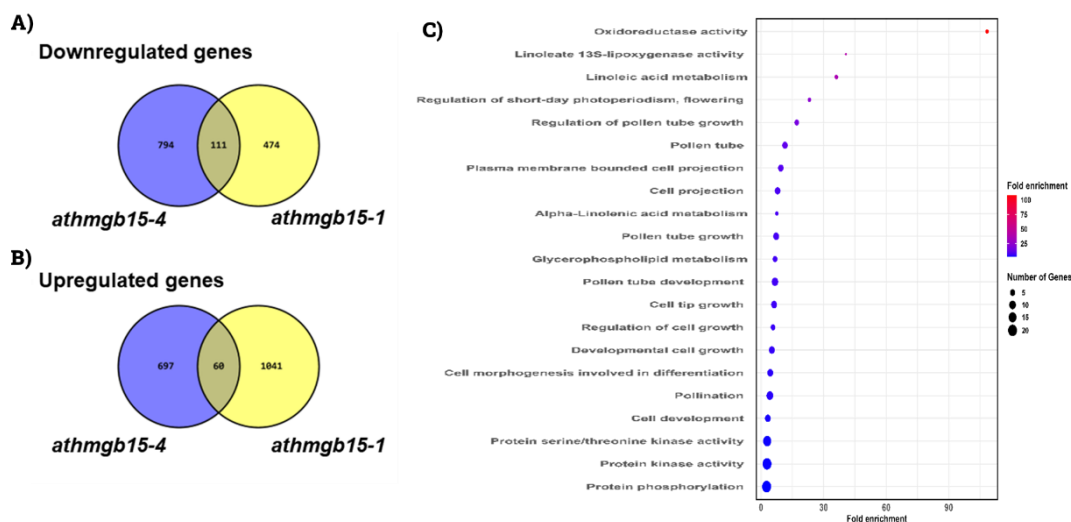 A)
Downregulated genes
794
111
474
athmgb15-4
athmgb15-1
B)
Upregulated genes
697
60
1041
athmgb15-4
athmgb15-1
C)
Oxidoreductase activity
Linoleate 13S-lipoxygenase activity
Linoleic acid metabolism
Regulation of short-day photoperiodism, flowering
Regulation of pollen tube growth
Pollen tube
Plasma membrane bounded cell projection
Cell projection
Alpha-Linolenic acid metabolism
Pollen tube growth
Glycerophospholipid metabolism
Pollen tube development
Cell tip growth
Regulation of cell growth
Developmental cell growth
Cell morphogenesis involved in differentiation
Pollination
Cell development
Protein serine/threonine kinase activity
Protein kinase activity
Protein phosphorylation
0
30
60
90
Fold enrichment
Fold enrichment
100
75
50
25
Number of Genes
5
10
15
20